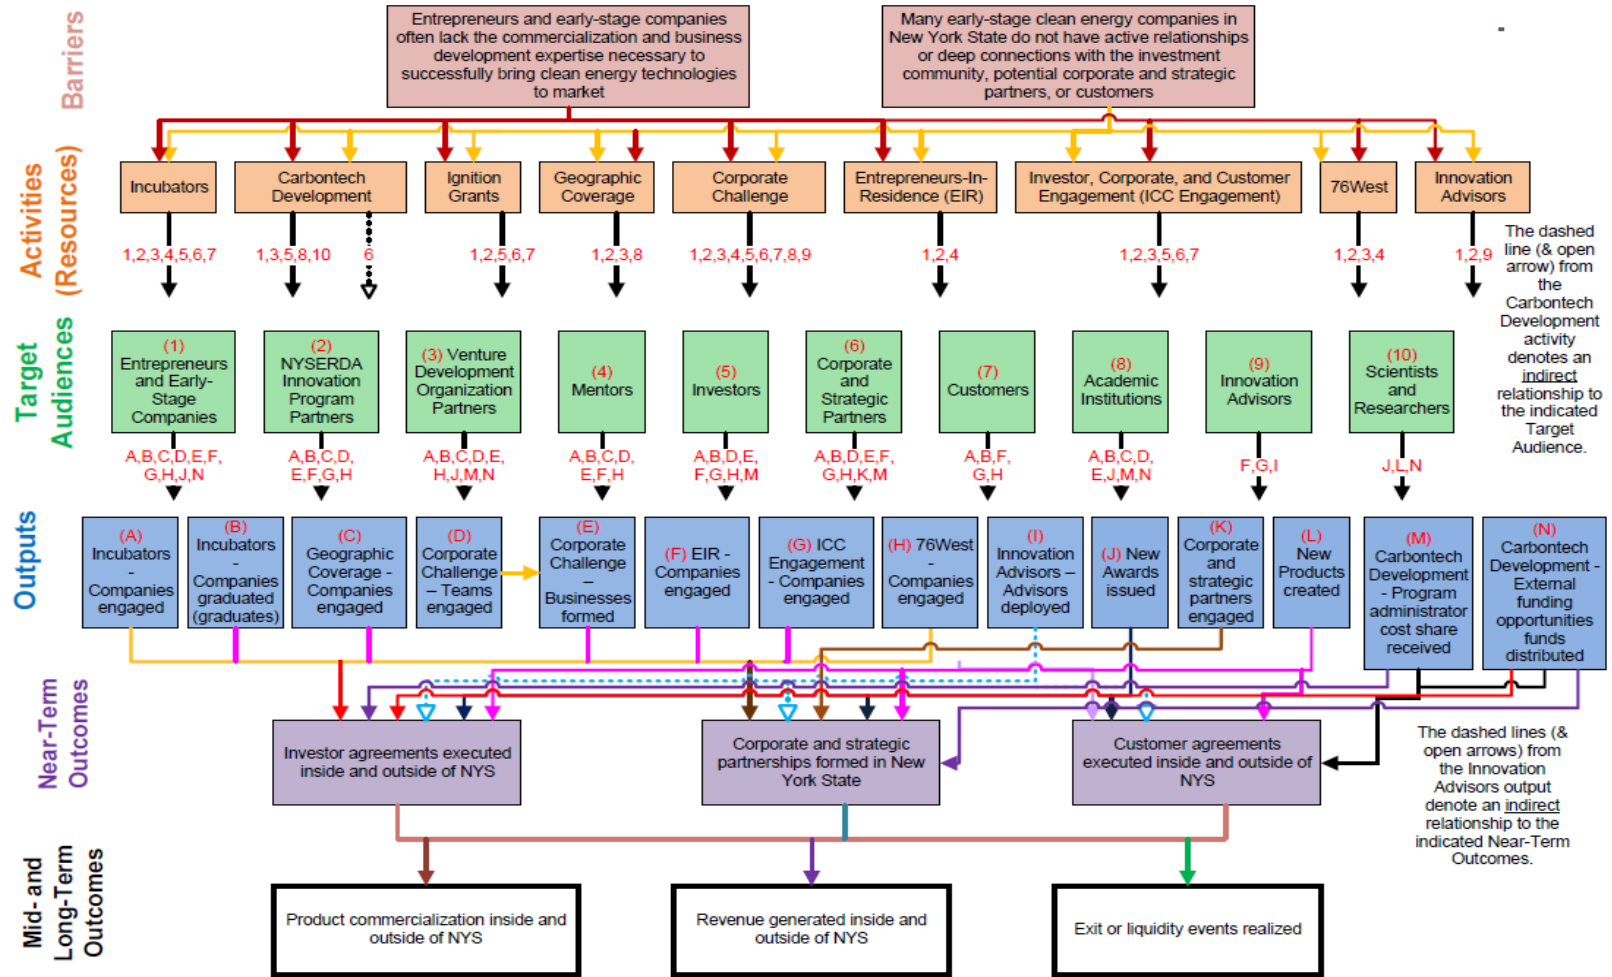 Barriers
Entrepreneurs and early-stage companies
often lack the commercialization and business
development expertise necessary to
successfully bring clean energy technologies
to market
Many early-stage clean energy companies in
New York State do not have active relationships
or deep connections with the investment
community, potential corporate and strategic
partners, or customers
Activities
(Resources)
Incubators
Carbontech
Development
Ignition
Grants
Geographic
Coverage
Corporate
Challenge
Entrepreneurs-In-
Residence (EIR)
Investor, Corporate, and Customer
Engagement (ICC Engagement)
76West
Innovation
Advisors
1,2,3,4,5,6,7
1,3,5,8,10
6
1,2,5,6,7
1,2,3,8
1,2,3,4,5,6,7,8,9
1,2,4
1,2,3,5,6,7
1,2,3,4
1,2,9
The dashed
line (& open
arrow) from
the
Carbontech
Development
activity
denotes an
indirect
relationship to
the indicated
Target
Audience.
Target
Audiences
(1)
Entrepreneurs
and Early-
Stage
Companies
(2)
NYSERDA
Innovation
Program
Partners
(3) Venture
Development
Organization
Partners
(4)
Mentors
(5)
Investors
(6)
Corporate
and
Strategic
Partners
(7)
Customers
(8)
Academic
Institutions
(9)
Innovation
Advisors
(10)
Scientists
and
Researchers
A,B,C,D,E,F,
G,H,J,N
A,B,C,D,
E,F,G,H
A,B,C,D,E,
H,J,M,N
A,B,C,D,
E,F,H
A,B,D,E,
F,G,H,M
A,B,D,E,F,
G,H,K,M
A,B,F,
G,H
A,B,C,D,
E,J,M,N
F,G,I
J,L,N
Outputs
(A)
Incubators
-
Companies
engaged
(B)
Incubators
-
Companies
graduated
(graduates)
(C)
Geographic
Coverage -
Companies
engaged
(D)
Corporate
Challenge
– Teams
engaged
(E)
Corporate
Challenge
–
Businesses
formed
(F) EIR -
Companies
engaged
(G) ICC
Engagement
- Companies
engaged
(H) 76West
- Companies
engaged
(I)
Innovation
Advisors –
Advisors
deployed
(J) New
Awards
issued
(K)
Corporate
and
strategic
partners
engaged
(L)
New
Products
created
(M)
Carbontech
Development
- Program
administrator
cost share
received
(N)
Carbontech
Development -
External
funding
opportunities
funds
distributed
Near-Term
Outcomes
Investor agreements executed
inside and outside of NYS
Corporate and strategic
partnerships formed in New
York State
Customer agreements
executed inside and outside of
NYS
The dashed lines (&
open arrows) from
the Innovation
Advisors output
denote an indirect
relationship to the
indicated Near-Term
Outcomes.
Mid- and
Long-Term
Outcomes
Product commercialization inside and
outside of NYS
Revenue generated inside and
outside of NYS
Exit or liquidity events realized